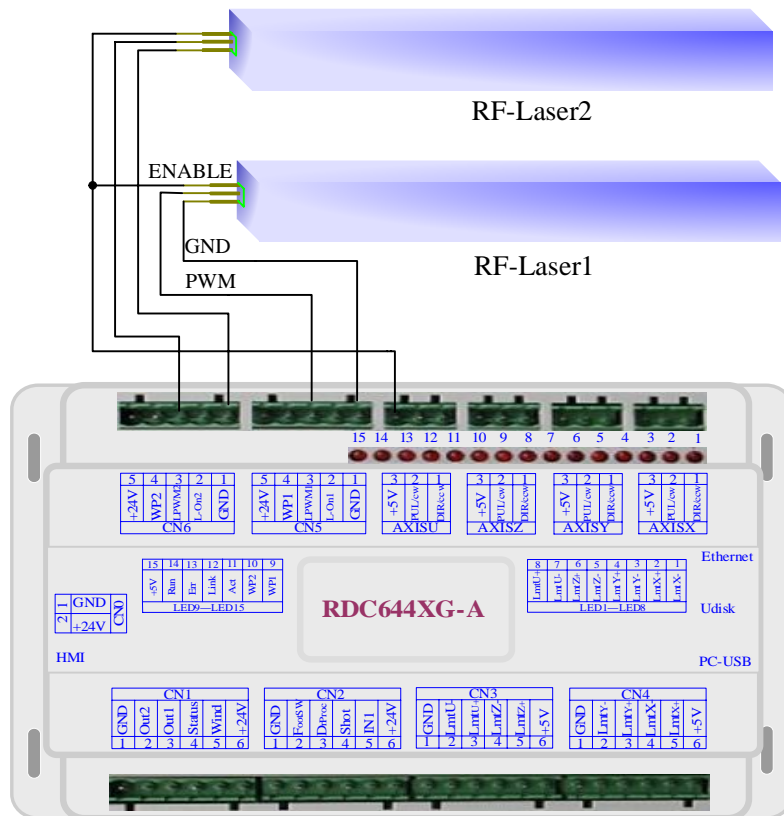 RF-Laser2
ENABLE
GND
RF-Laser1
PWM
15 14 13 12 11 10 9 8 7 6 5 4 3 2 1
5 4 3 2 1
+24V WP2 LPWM2 L-On2 GND
CN6
5 4 3 2 1
+24V WP1 LPWM1 L-On1 GND
CN5
3 2 1
+5V PUL/cw DIR/ccw
AXISU
3 2 1
+5V PUL/cw DIR/ccw
AXISZ
3 2 1
+5V PUL/cw DIR/ccw
AXISY
3 2 1
+5V PUL/cw DIR/ccw
AXISX
Ethernet
15 14 13 12 11 10 9
+5V Run Err Link Act WP2 WP1
LED9—LED15
8 7 6 5 4 3 2 1
LmtU+ LmtU- LmtZ+ LmtZ- LmtY+ LmtY- LmtX+ LmtX-
LED1—LED8
1 GND
2 +24V
CN0
RDC644XG-A
Udisk
HMI
PC-USB
CN1
GND Out2 Out1 Status Wind +24V
1 2 3 4 5 6
CN2
GND FootSW DrProc Shot IN1 +24V
1 2 3 4 5 6
CN3
GND LmtU- LmtU+ LmtZ- LmtZ+ +5V
1 2 3 4 5 6
CN4
GND LmtY- LmtY+ LmtX- LmtX+ +5V
1 2 3 4 5 6